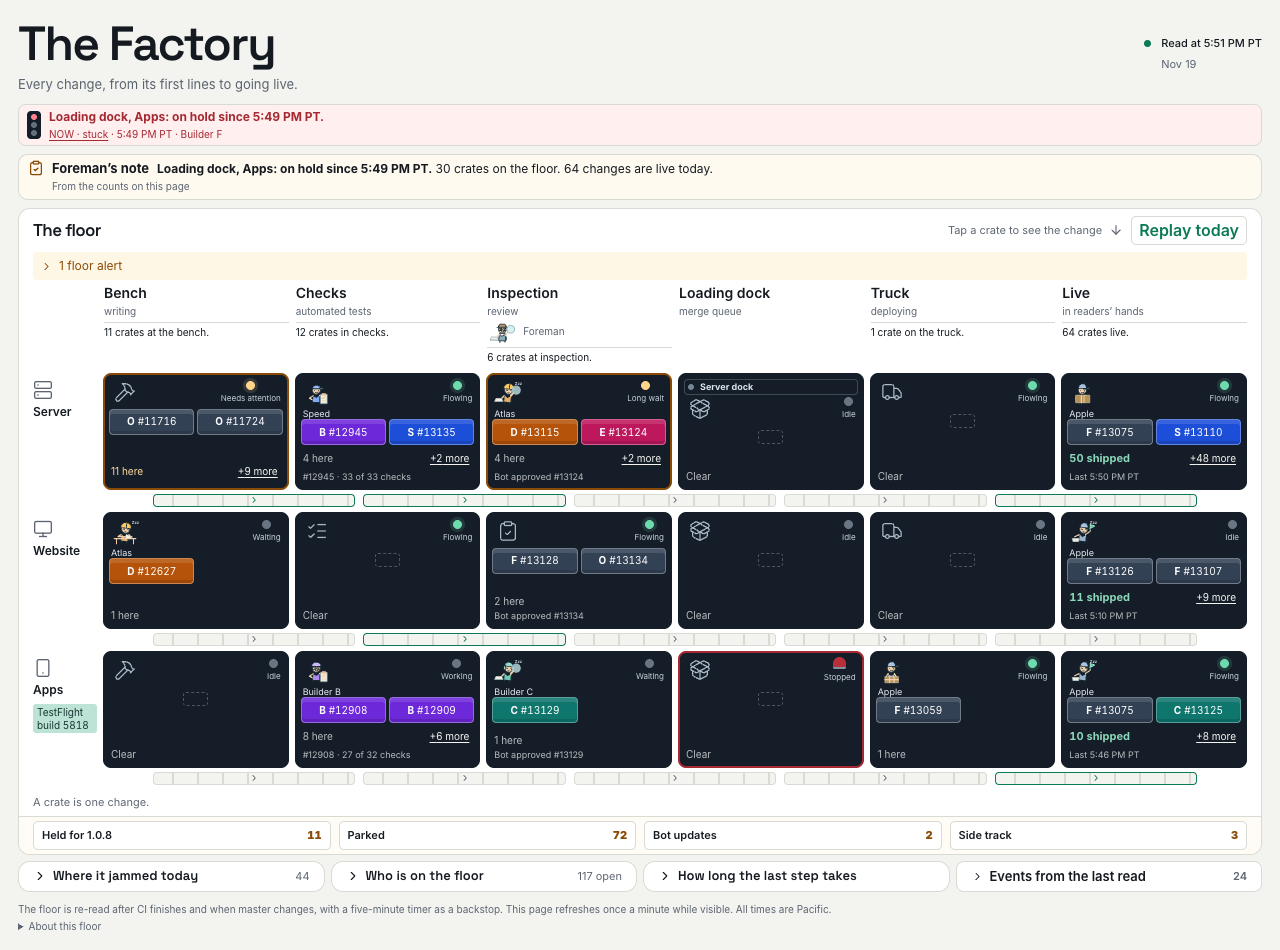 The Factory
Every change, from its first lines to going live.
Read at 5:51 PM PT
Nov 19
Loading dock, Apps: on hold since 5:49 PM PT.
NOW · stuck · 5:49 PM PT · Builder F
Foreman's note Loading dock, Apps: on hold since 5:49 PM PT. 30 crates on the floor. 64 changes are live today.
From the counts on this page
The floor
Tap a crate to see the change ↓
Replay today
1 floor alert
Bench
writing
11 crates at the bench.
Checks
automated tests
12 crates in checks.
Inspection
review
Foreman
6 crates at inspection.
Loading dock
merge queue
Truck
deploying
1 crate on the truck.
Live
in readers' hands
64 crates live.
Server
Needs attention
O #11716
O #11724
11 here
+9 more
Flowing
Speed
B #12945
S #13135
4 here
+2 more
#12945 · 33 of 33 checks
Long wait
Atlas
D #13115
E #13124
4 here
+2 more
Bot approved #13124
Server dock
Idle
Clear
Flowing
Clear
Flowing
Apple
F #13075
S #13110
50 shipped
+48 more
Last 5:50 PM PT
Website
Waiting
Atlas
D #12627
1 here
Flowing
Clear
Flowing
F #13128
O #13134
2 here
Bot approved #13134
Idle
Clear
Idle
Clear
Idle
Apple
F #13126
F #13107
11 shipped
+9 more
Last 5:10 PM PT
Apps
TestFlight
build 5818
Idle
Clear
Working
Builder B
B #12908
B #12909
8 here
+6 more
#12908 · 27 of 32 checks
Waiting
Builder C
C #13129
1 here
Bot approved #13129
Stopped
Clear
Flowing
Apple
F #13059
1 here
Flowing
Apple
F #13075
C #13125
10 shipped
+8 more
Last 5:46 PM PT
A crate is one change.
Held for 1.0.8 11
Parked 72
Bot updates 2
Side track 3
Where it jammed today 44
Who is on the floor 117 open
How long the last step takes
Events from the last read 24
The floor is re-read after CI finishes and when master changes, with a five-minute timer as a backstop. This page refreshes once a minute while visible. All times are Pacific.
About this floor